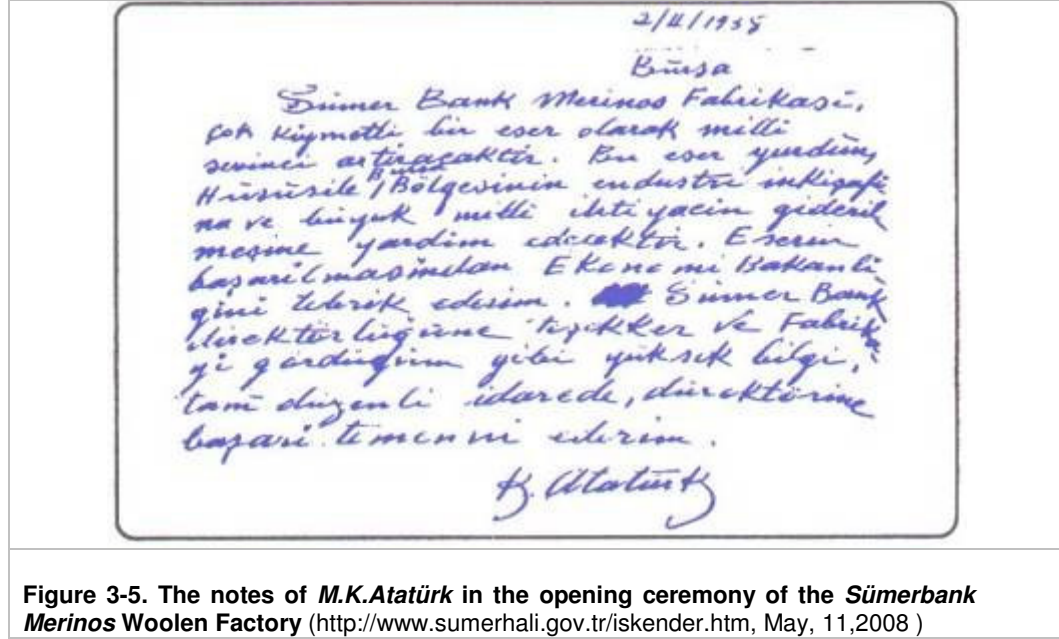 2/II/1938
Bursa
Sümer Bank Merinos Fabrikası,
çok kıymetli bir eser olarak milli
sevinci artıracaktır. Bu eser yurdun,
Bursa
Hususile / Bölgesinin endustri inkişafı
na ve büyük milli ihtiyacın gideril
mesine yardım edecektir. Eserin
başarılmasından Ekonomi Bakanlı
ğını tebrik ederim. Sümer Bank
direktörlüğüne teşekkür ve Fabrika
yı gördüğüm gibi yüksek bilgi,
tam düzenli idarede, direktörüne
başarı temenni ederim.
K. Atatürk
Figure 3-5. The notes of M.K.Atatürk in the opening ceremony of the Sümerbank
Merinos Woolen Factory (http://www.sumerhali.gov.tr/iskender.htm, May, 11,2008 )